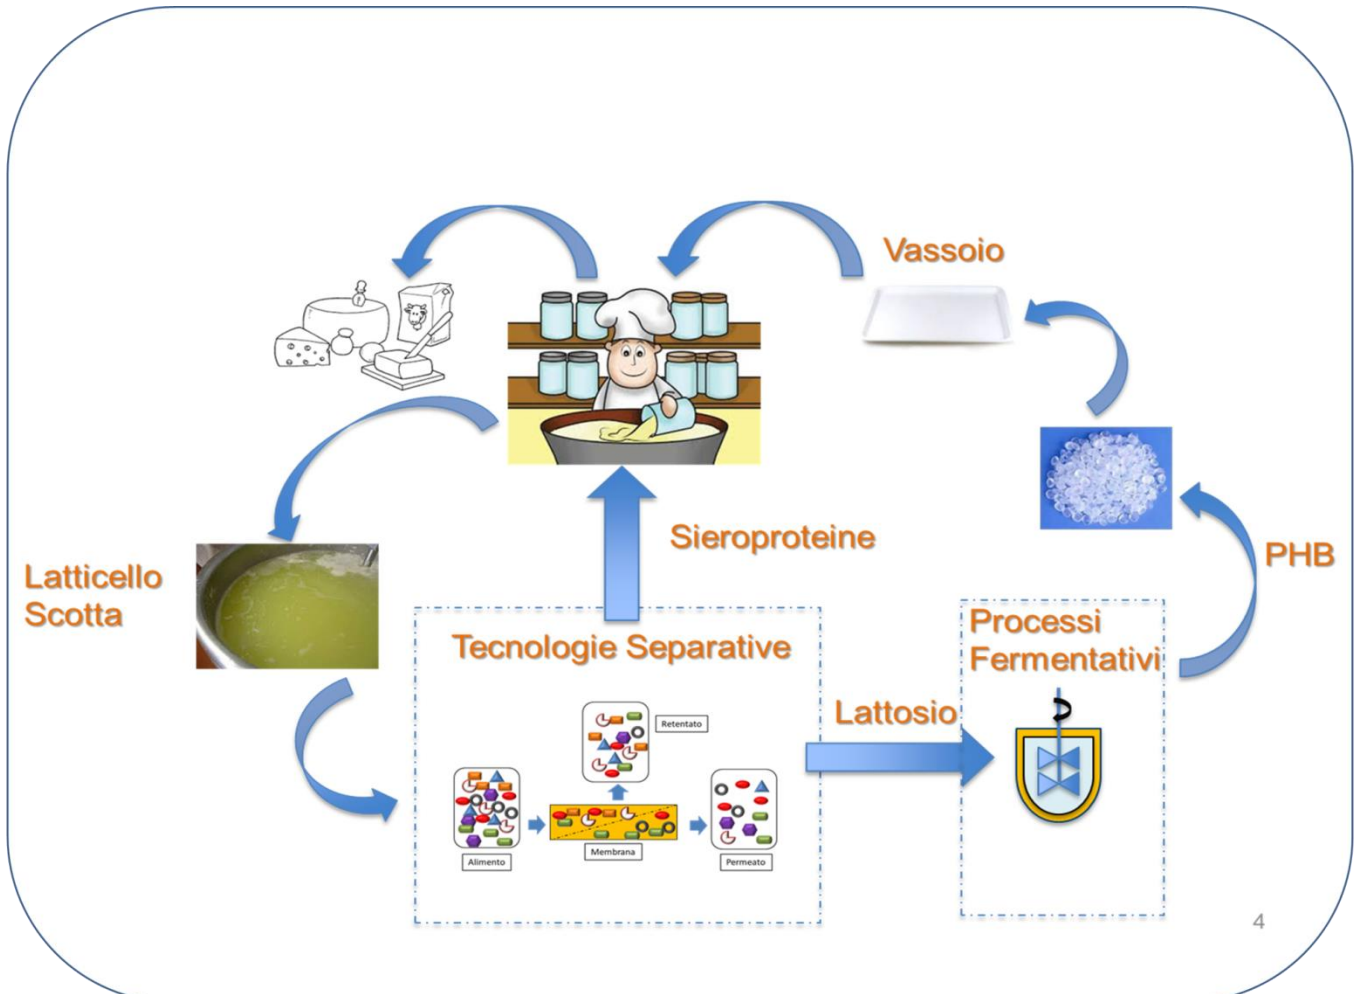 Vassoio
Sieroproteine
PHB
Latticello
Scotta
Tecnologie Separative
Processi
Fermentativi
Lattosio
Retentato
Alimento
Membrana
Permeato
4